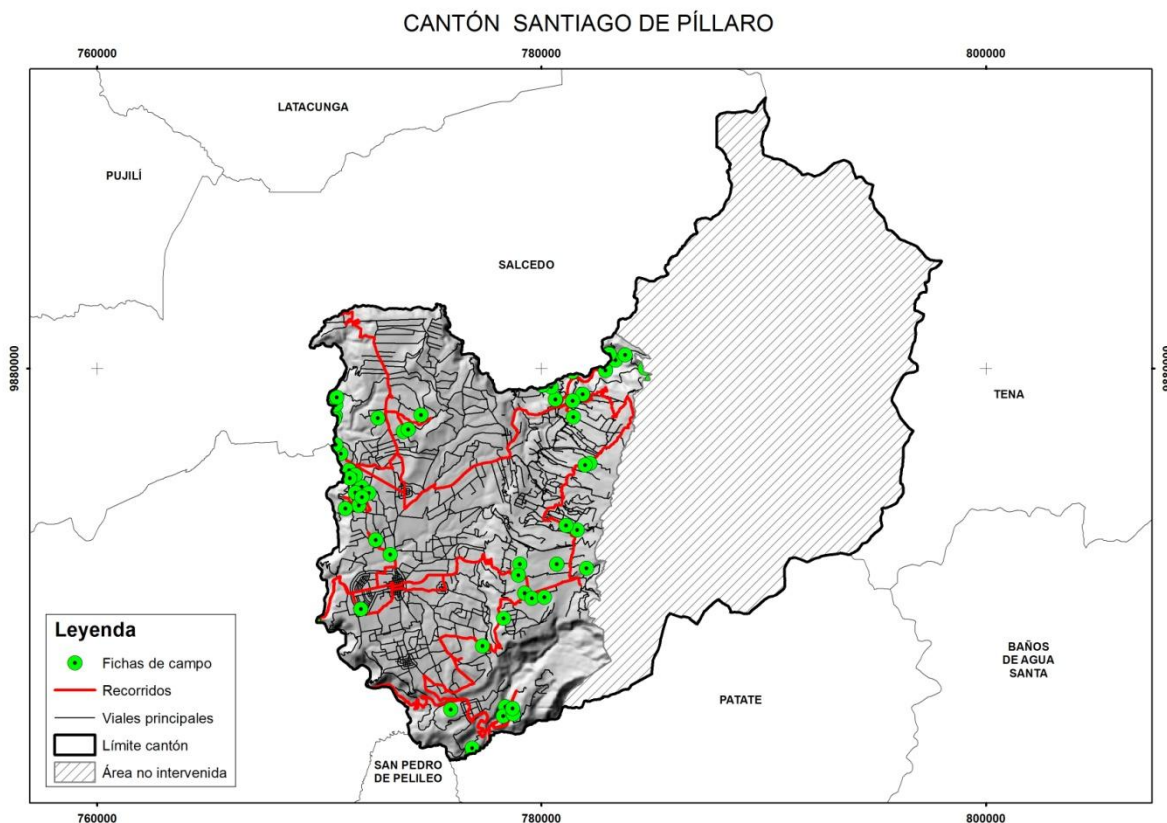 CANTÓN SANTIAGO DE PÍLLARO
760000
780000
800000
LATACUNGA
PUJILÍ
SALCEDO
9880000
9880000
TENA
Leyenda
Fichas de campo
Recorridos
Viales principales
Límite cantón
Área no intervenida
BAÑOS
DE AGUA
SANTA
PATATE
SAN PEDRO
DE PELILEO
760000
780000
800000